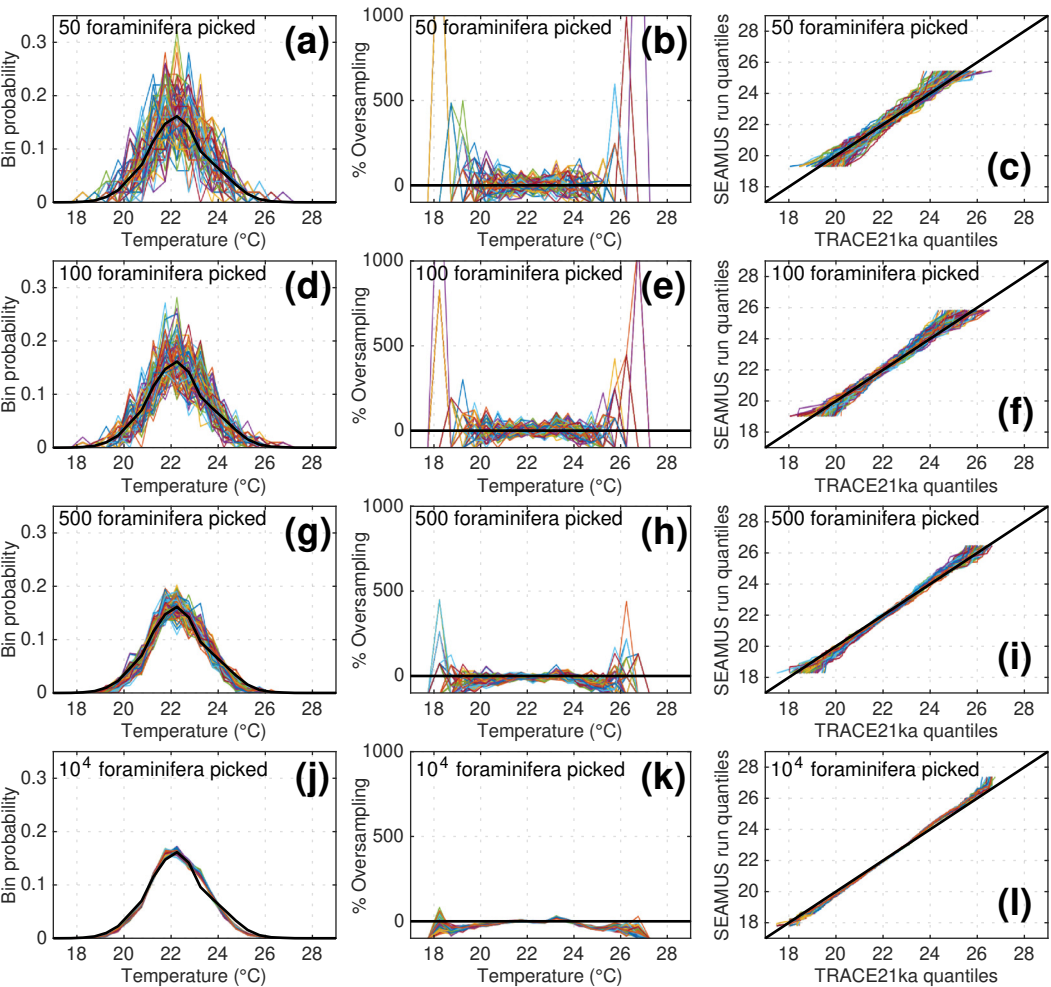 50 foraminifera picked
(a)
0.3
0.2
0.1
0
Bin probability
18 20 22 24 26 28
Temperature (°C)
(b)
1000
500
0
% Oversampling
18 20 22 24 26 28
Temperature (°C)
50 foraminifera picked
(c)
28
26
24
22
20
18
SEAMUS run quantiles
18 20 22 24 26 28
TRACE21ka quantiles
100 foraminifera picked
(d)
0.3
0.2
0.1
0
Bin probability
18 20 22 24 26 28
Temperature (°C)
100 foraminifera picked
(e)
1000
500
0
% Oversampling
18 20 22 24 26 28
Temperature (°C)
100 foraminifera picked
(f)
28
26
24
22
20
18
SEAMUS run quantiles
18 20 22 24 26 28
TRACE21ka quantiles
500 foraminifera picked
(g)
0.3
0.2
0.1
0
Bin probability
18 20 22 24 26 28
Temperature (°C)
500 foraminifera picked
(h)
1000
500
0
% Oversampling
18 20 22 24 26 28
Temperature (°C)
500 foraminifera picked
(i)
28
26
24
22
20
18
SEAMUS run quantiles
18 20 22 24 26 28
TRACE21ka quantiles
10⁴ foraminifera picked
(j)
0.3
0.2
0.1
0
Bin probability
18 20 22 24 26 28
Temperature (°C)
10⁴ foraminifera picked
(k)
1000
500
0
% Oversampling
18 20 22 24 26 28
Temperature (°C)
10⁴ foraminifera picked
(l)
28
26
24
22
20
18
SEAMUS run quantiles
18 20 22 24 26 28
TRACE21ka quantiles